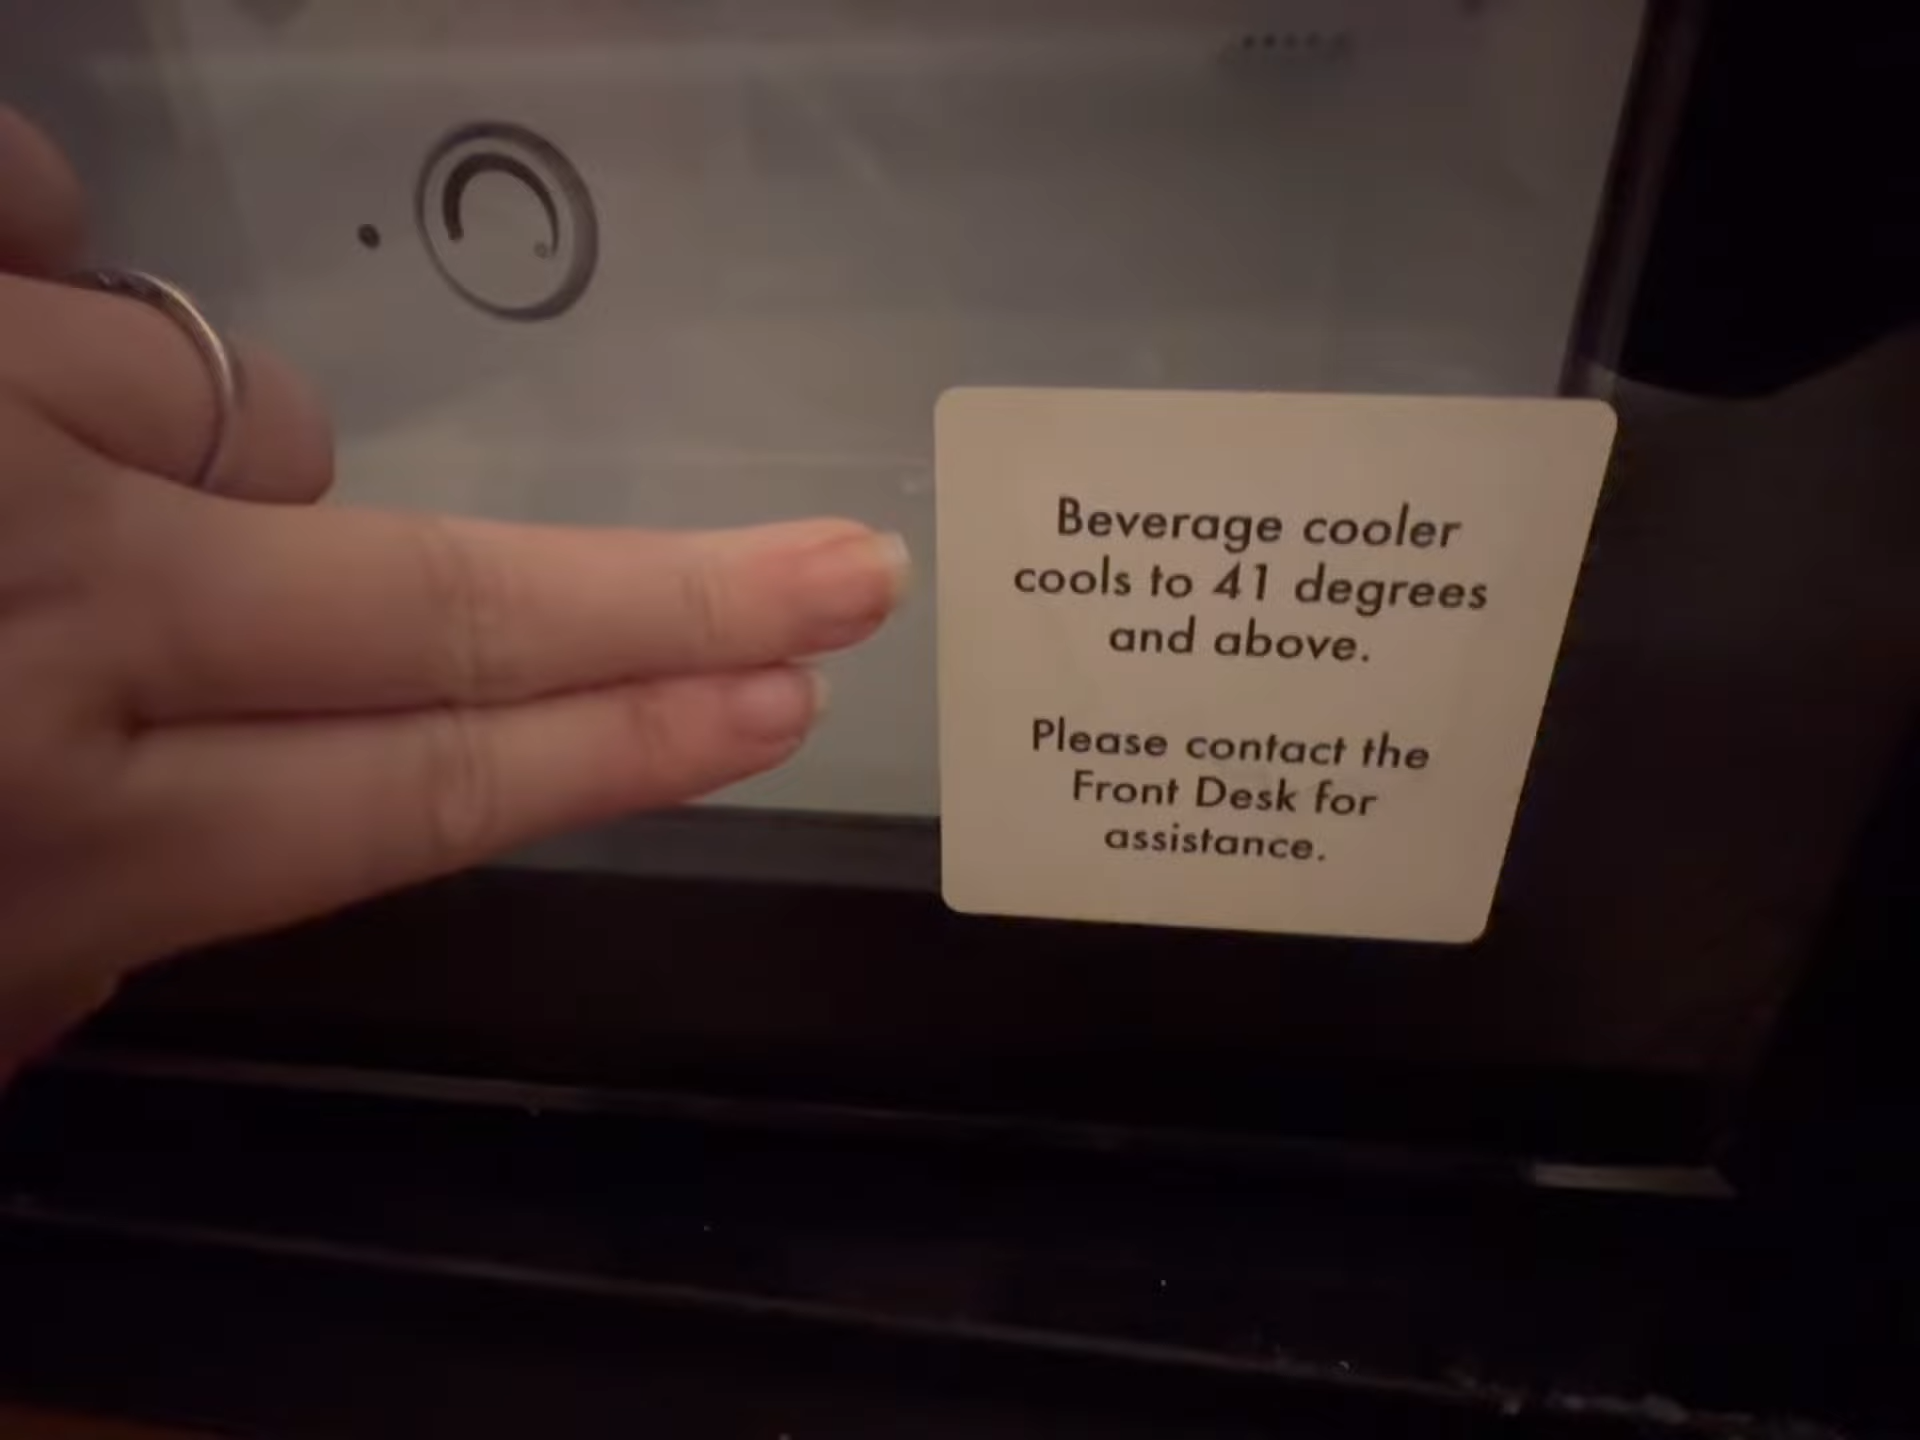 Beverage cooler
cools to 41 degrees
and above.
Please contact the
Front Desk for
assistance.